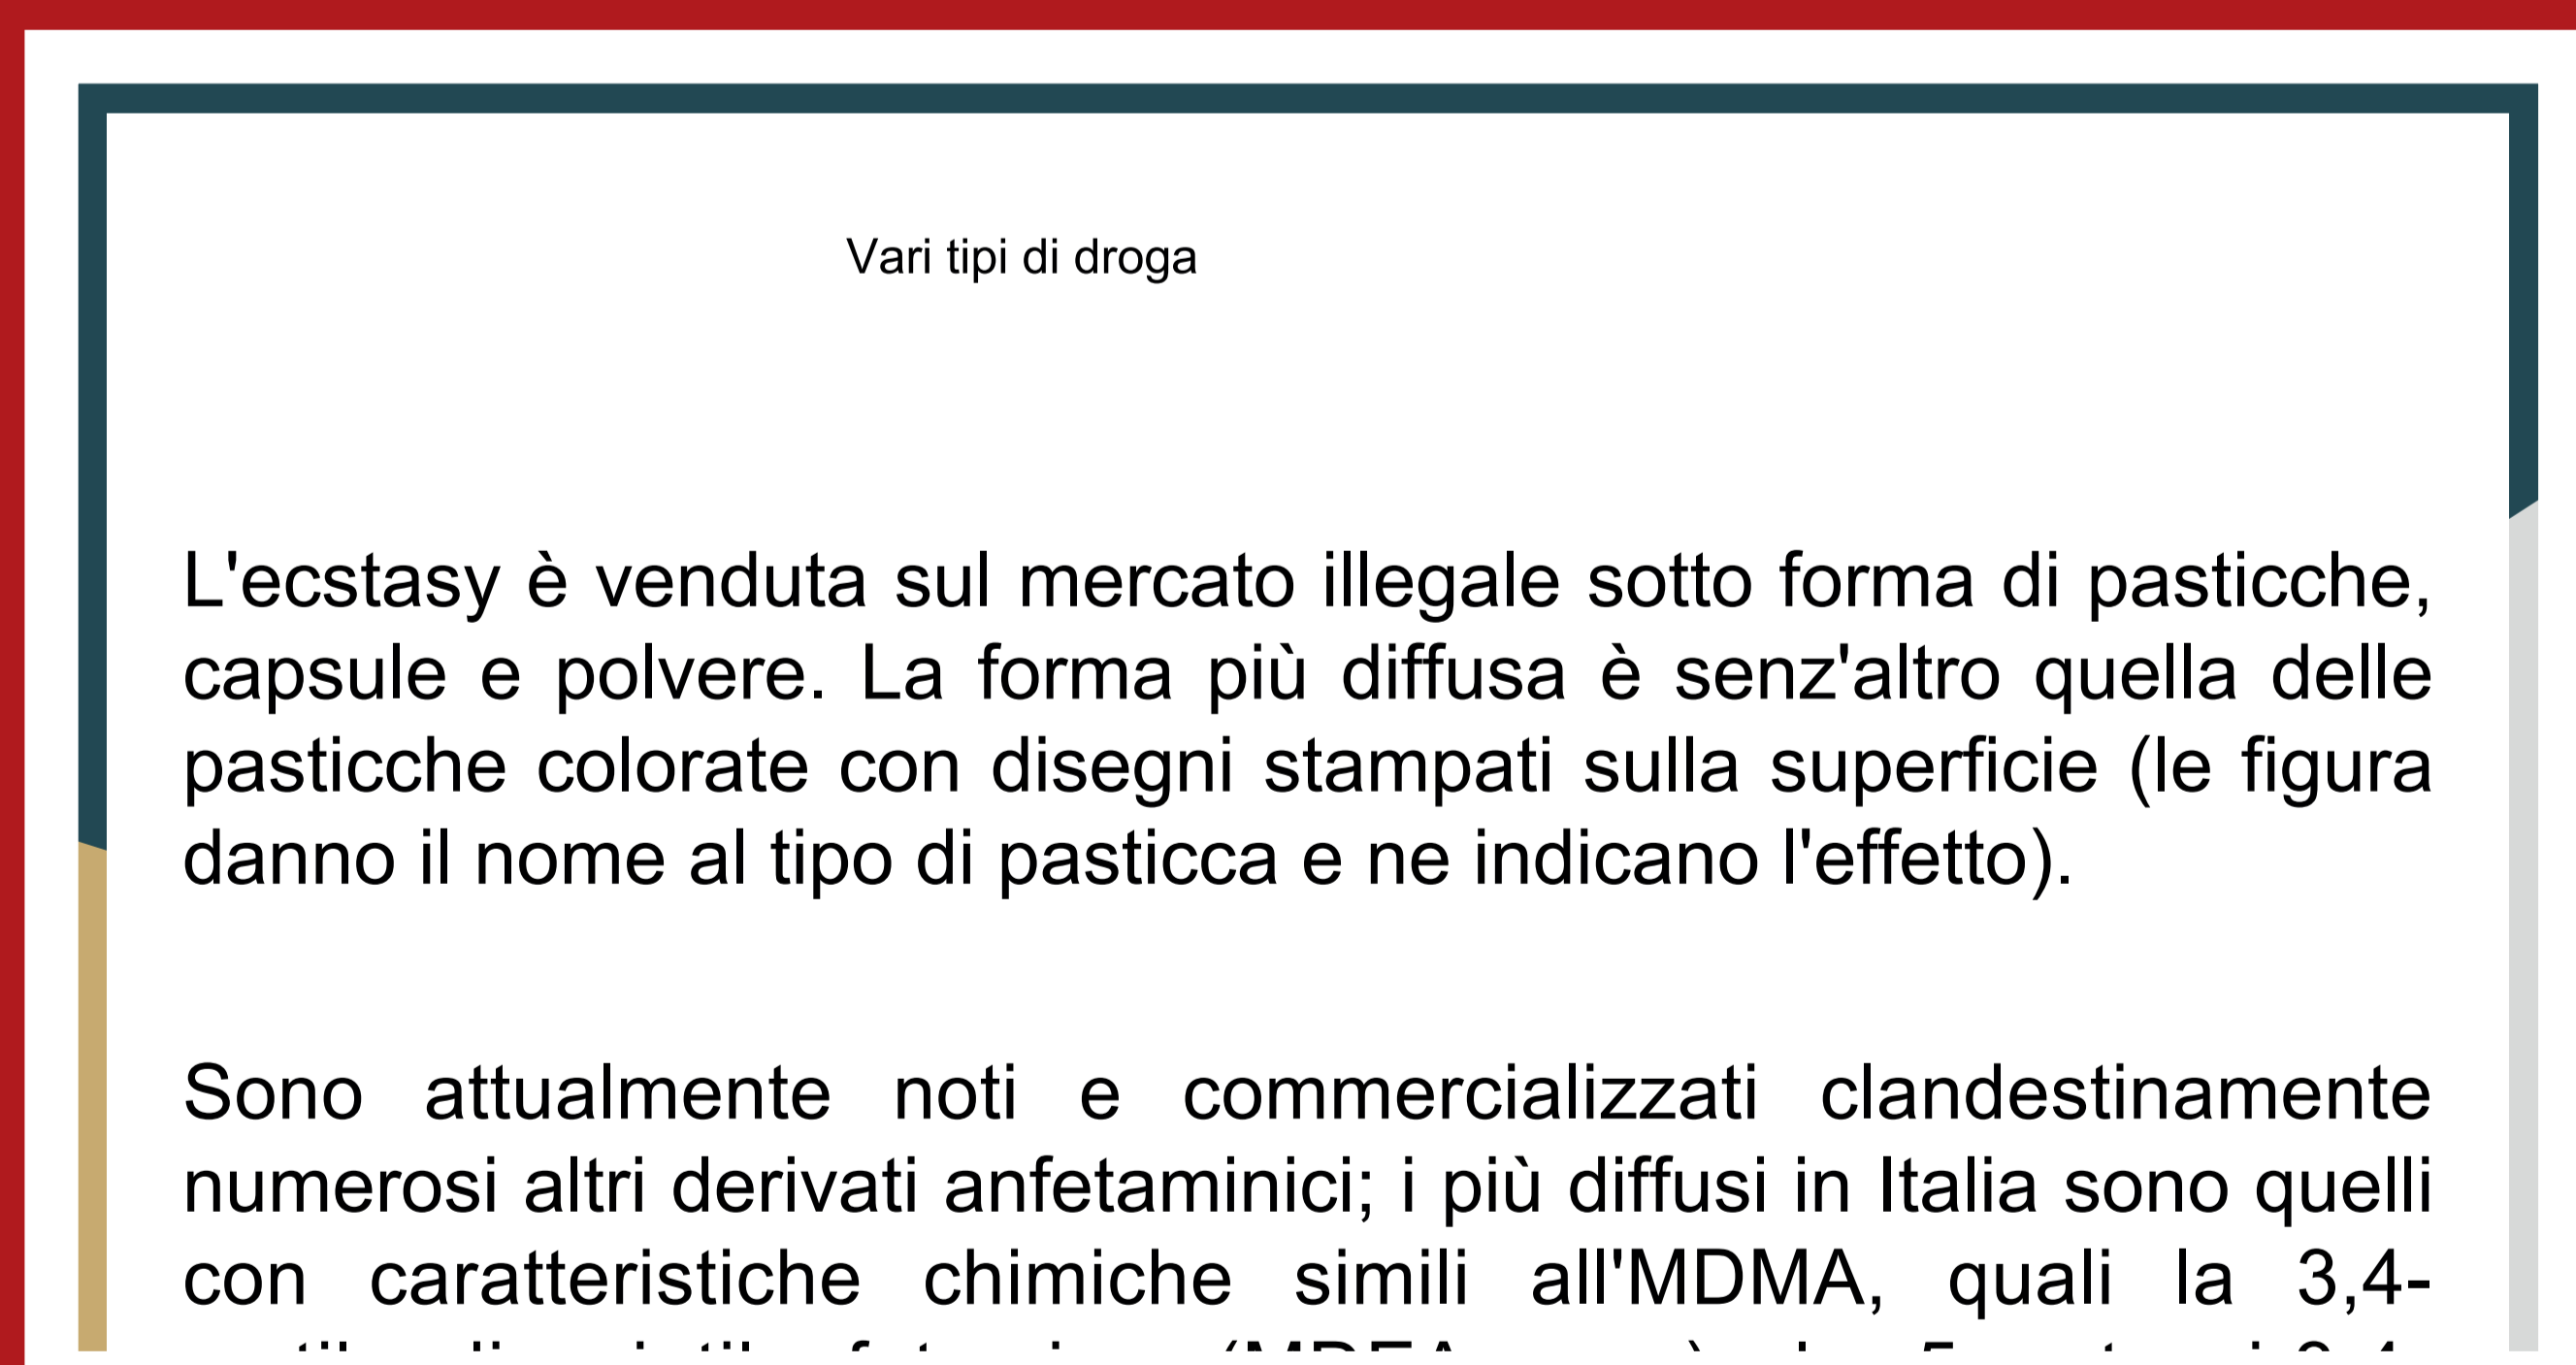 Vari tipi di droga
L'ecstasy è venduta sul mercato illegale sotto forma di pasticche,
capsule e polvere. La forma più diffusa è senz'altro quella delle
pasticche colorate con disegni stampati sulla superficie (le figura
danno il nome al tipo di pasticca e ne indicano l'effetto).
Sono attualmente noti e commercializzati clandestinamente
numerosi altri derivati anfetaminici; i più diffusi in Italia sono quelli
con caratteristiche chimiche simili all'MDMA, quali la 3,4-